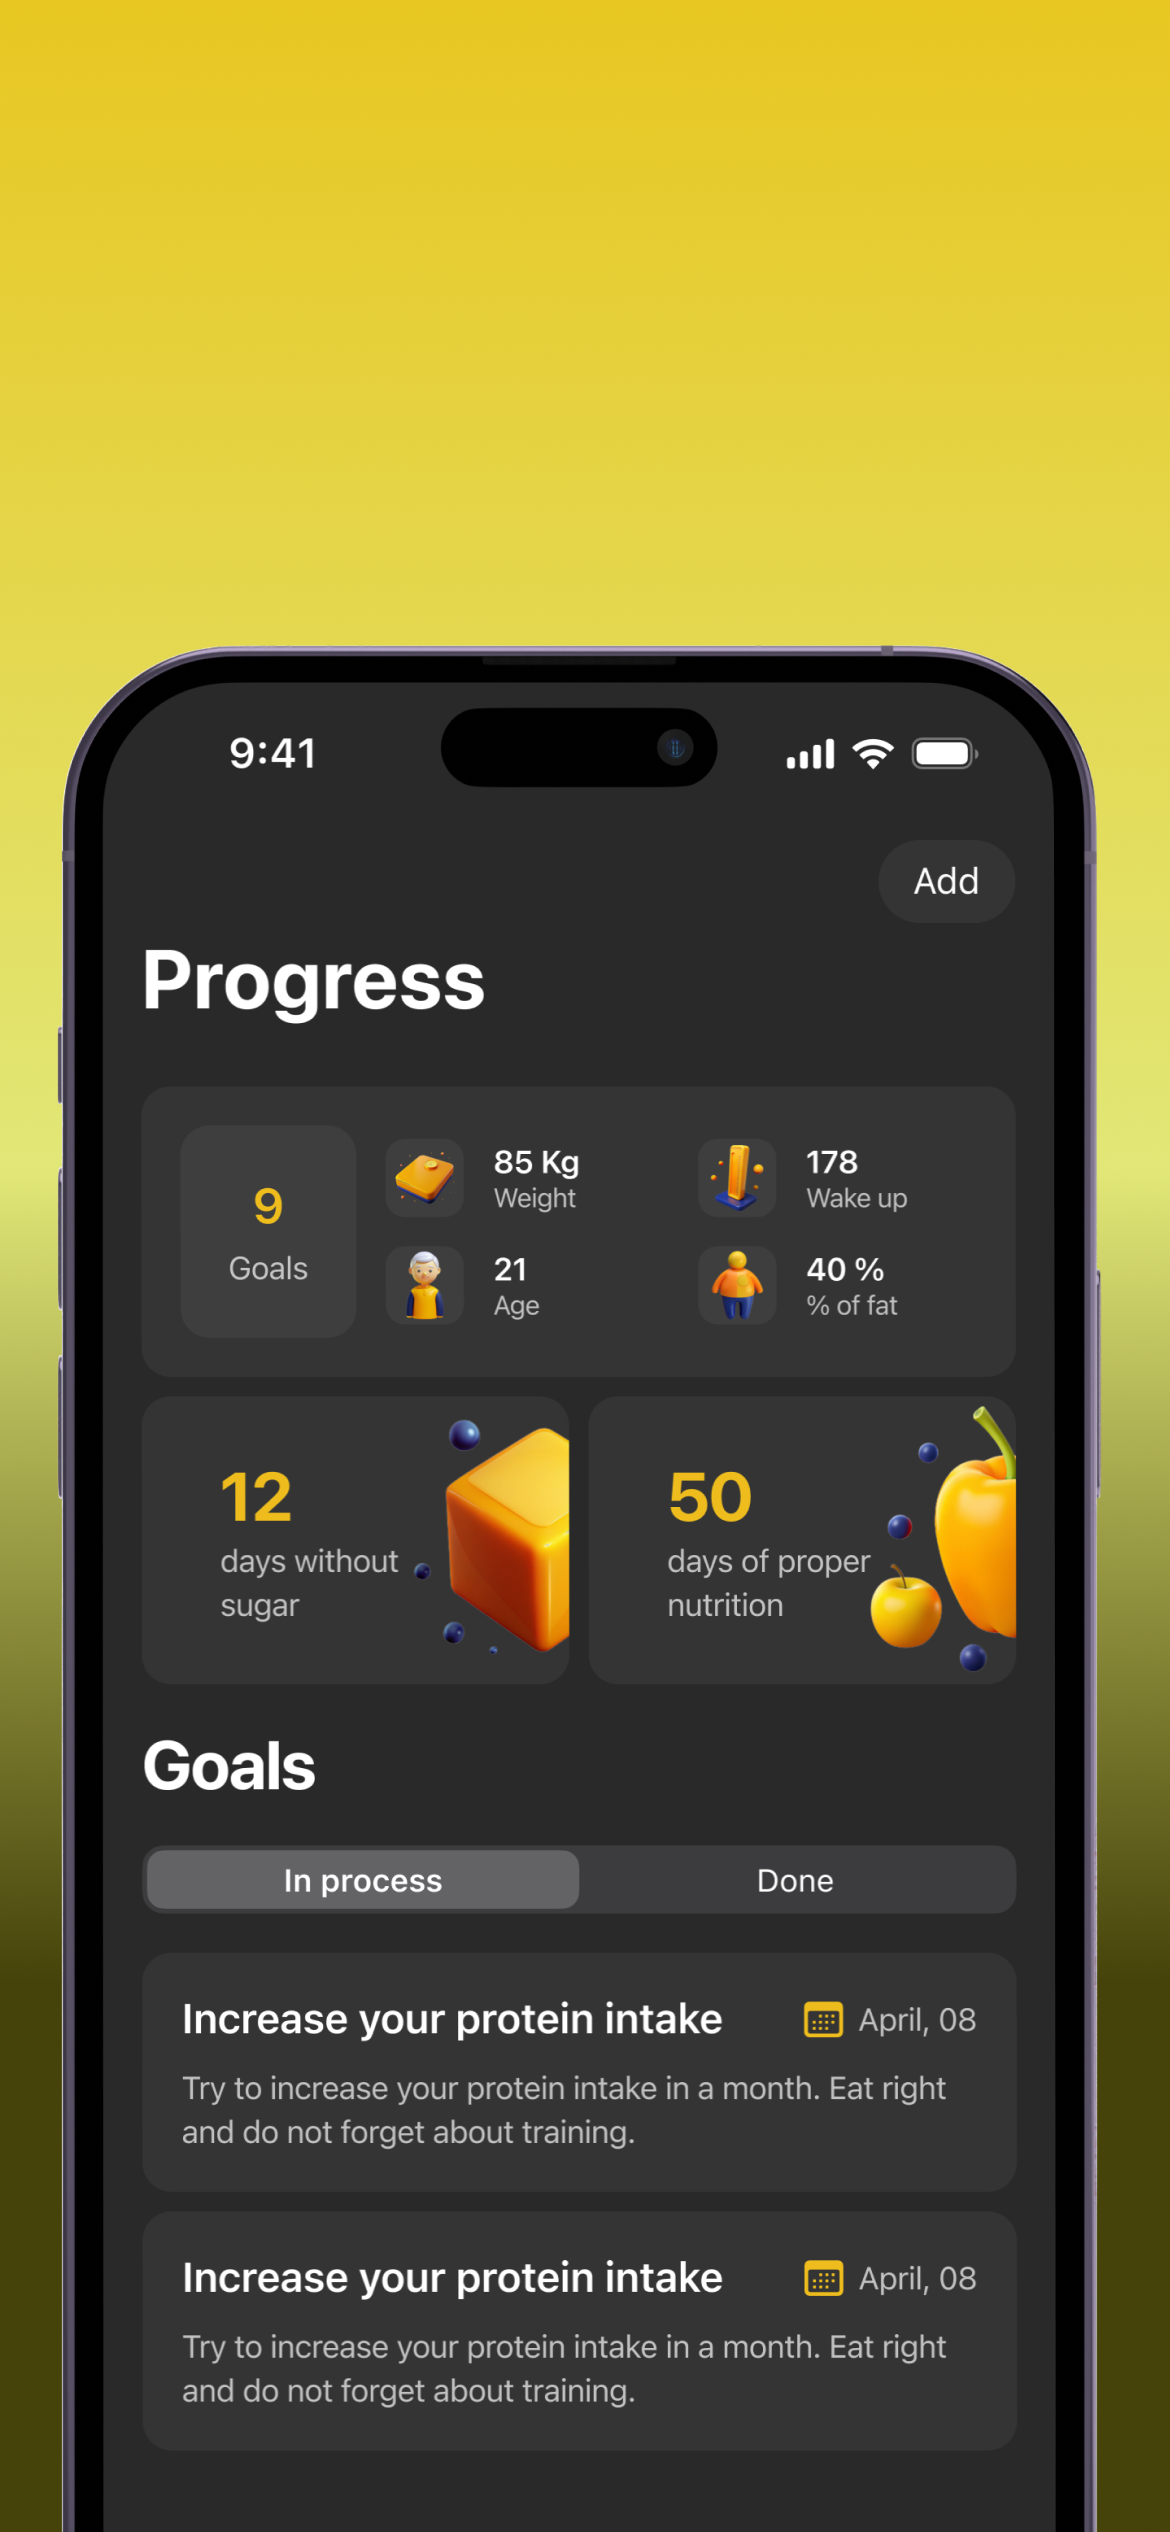 9:41
Add
Progress
9
Goals
85 Kg
Weight
178
Wake up
21
Age
40 %
% of fat
12
days without
sugar
50
days of proper
nutrition
Goals
In process
Done
Increase your protein intake
April, 08
Try to increase your protein intake in a month. Eat right
and do not forget about training.
Increase your protein intake
April, 08
Try to increase your protein intake in a month. Eat right
and do not forget about training.